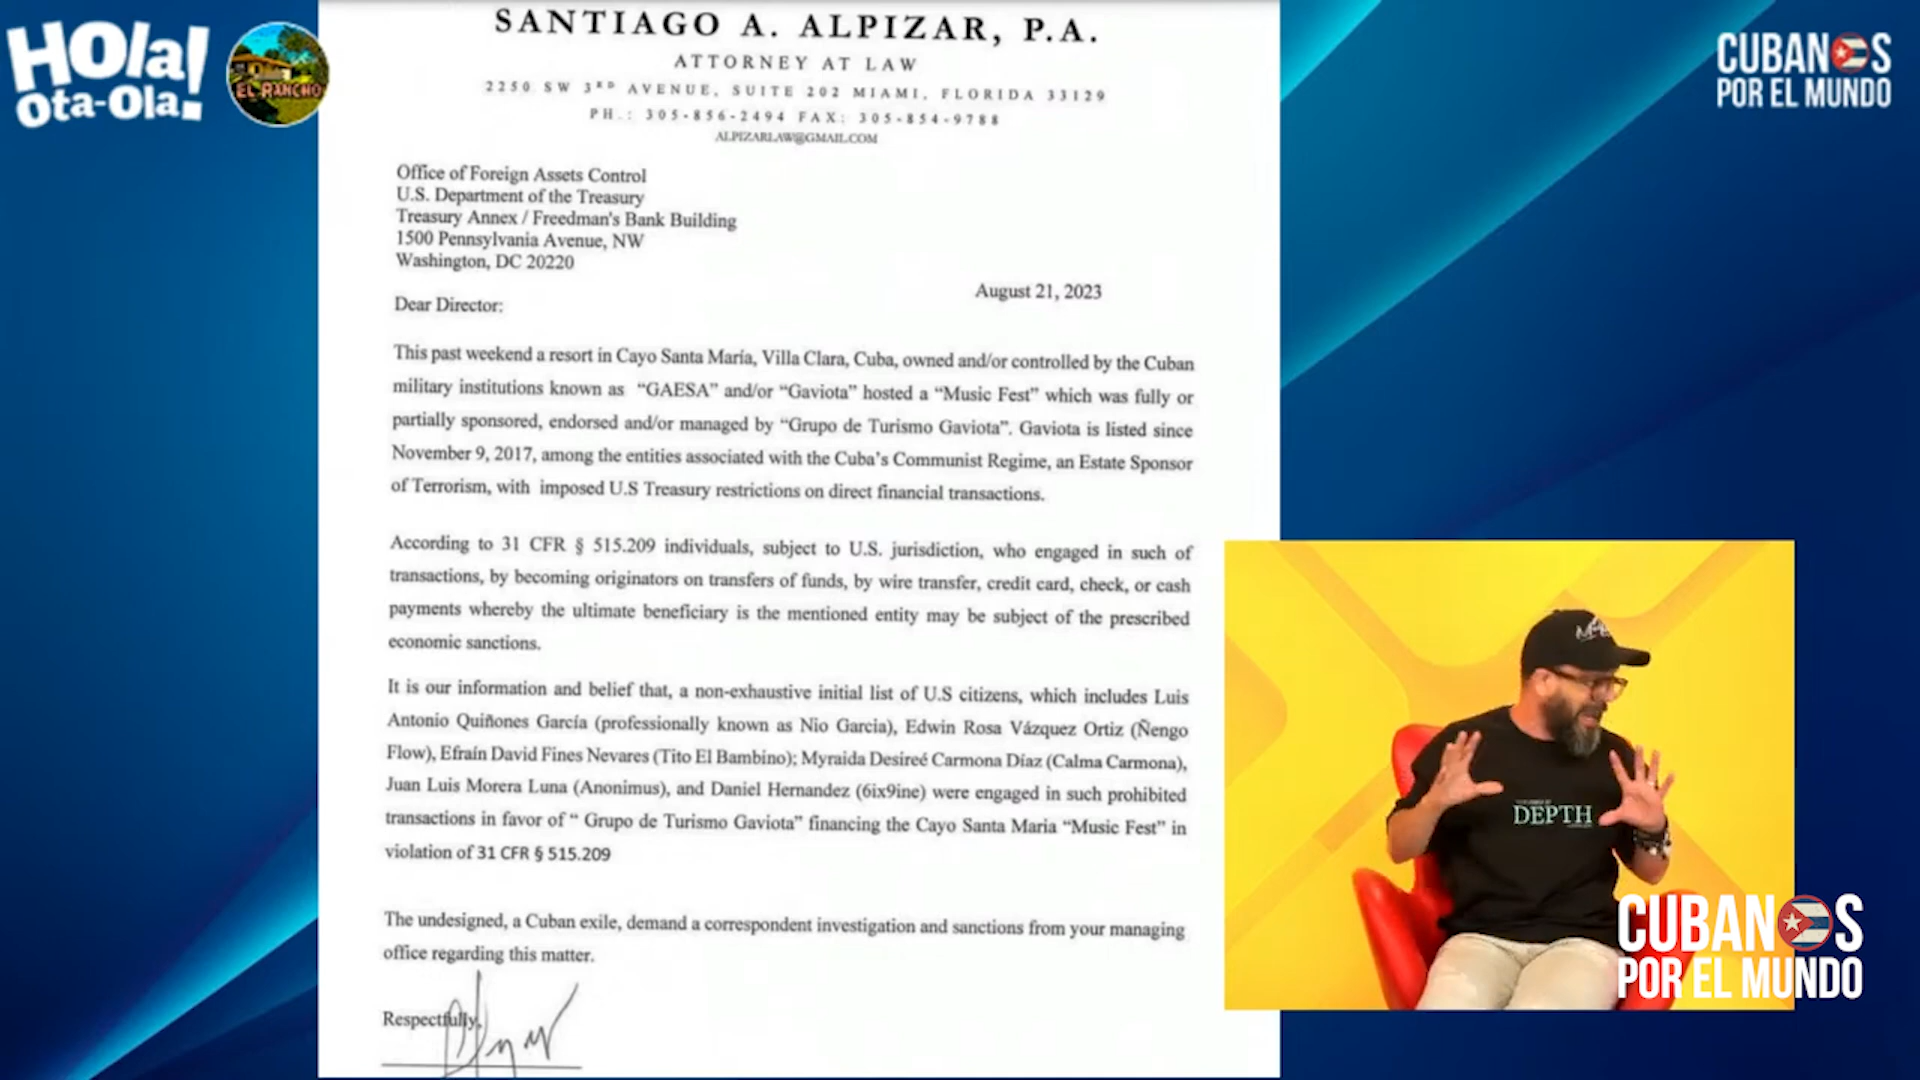 HOla!
Ota-Ola!
EL RANCHO
CUBANOS
POR EL MUNDO
SANTIAGO A. ALPIZAR, P.A.
ATTORNEY AT LAW
2250 SW 3RD AVENUE, SUITE 202 MIAMI, FLORIDA 33129
PH.: 305-856-2494 FAX: 305-854-9788
ALPIZARLAW@GMAIL.COM
Office of Foreign Assets Control
U.S. Department of the Treasury
Treasury Annex / Freedman's Bank Building
1500 Pennsylvania Avenue, NW
Washington, DC 20220
August 21, 2023
Dear Director:
This past weekend a resort in Cayo Santa María, Villa Clara, Cuba, owned and/or controlled by the Cuban
military institutions known as “GAESA” and/or “Gaviota” hosted a “Music Fest” which was fully or
partially sponsored, endorsed and/or managed by “Grupo de Turismo Gaviota”. Gaviota is listed since
November 9, 2017, among the entities associated with the Cuba’s Communist Regime, an Estate Sponsor
of Terrorism, with imposed U.S Treasury restrictions on direct financial transactions.
According to 31 CFR § 515.209 individuals, subject to U.S. jurisdiction, who engaged in such of
transactions, by becoming originators on transfers of funds, by wire transfer, credit card, check, or cash
payments whereby the ultimate beneficiary is the mentioned entity may be subject of the prescribed
economic sanctions.
It is our information and belief that, a non-exhaustive initial list of U.S citizens, which includes Luis
Antonio Quiñones García (professionally known as Nio Garcia), Edwin Rosa Vázquez Ortiz (Ñengo
Flow), Efraín David Fines Nevares (Tito El Bambino); Myraida Desireé Carmona Díaz (Calma Carmona),
Juan Luis Morera Luna (Anonimus), and Daniel Hernandez (6ix9ine) were engaged in such prohibited
transactions in favor of “ Grupo de Turismo Gaviota” financing the Cayo Santa Maria “Music Fest” in
violation of 31 CFR § 515.209
The undesigned, a Cuban exile, demand a correspondent investigation and sanctions from your managing
office regarding this matter.
Respectfully,
DEPTH
CUBANOS
POR EL MUNDO